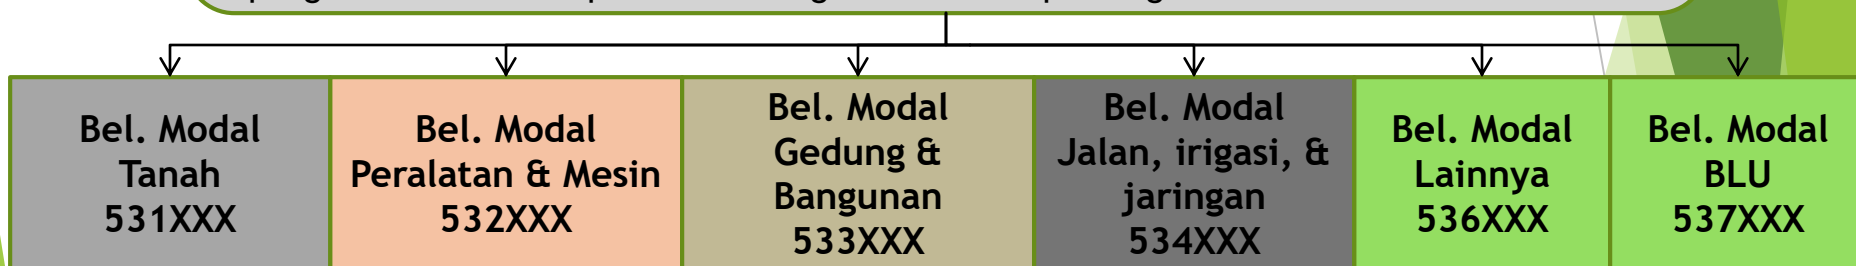 Bel. Modal
Tanah
531XXX
Bel. Modal
Peralatan & Mesin
532XXX
Bel. Modal
Gedung &
Bangunan
533XXX
Bel. Modal
Jalan, irigasi, &
jaringan
534XXX
Bel. Modal
Lainnya
536XXX
Bel. Modal
BLU
537XXX